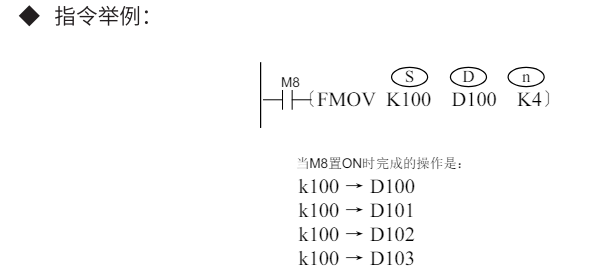 ◆ 指令举例：
S D n
M8
FMOV K100 D100 K4
当M8置ON时完成的操作是：
k100 → D100
k100 → D101
k100 → D102
k100 → D103